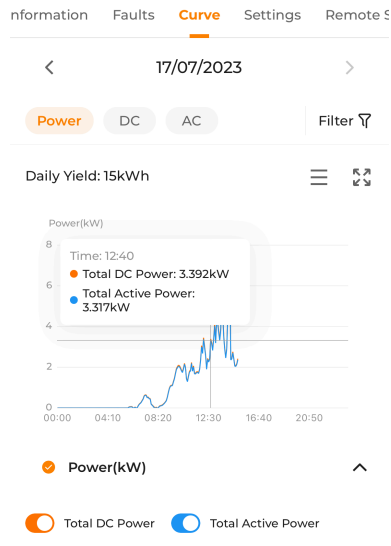 nformation Faults Curve Settings Remote S
17/07/2023
Power DC AC Filter
Daily Yield: 15kWh
Power(kW)
8
Time: 12:40
Total DC Power: 3.392kW
6
Total Active Power:
3.317kW
4
2
0
00:00 04:10 08:20 12:30 16:40 20:50
Power(kW)
Total DC Power Total Active Power